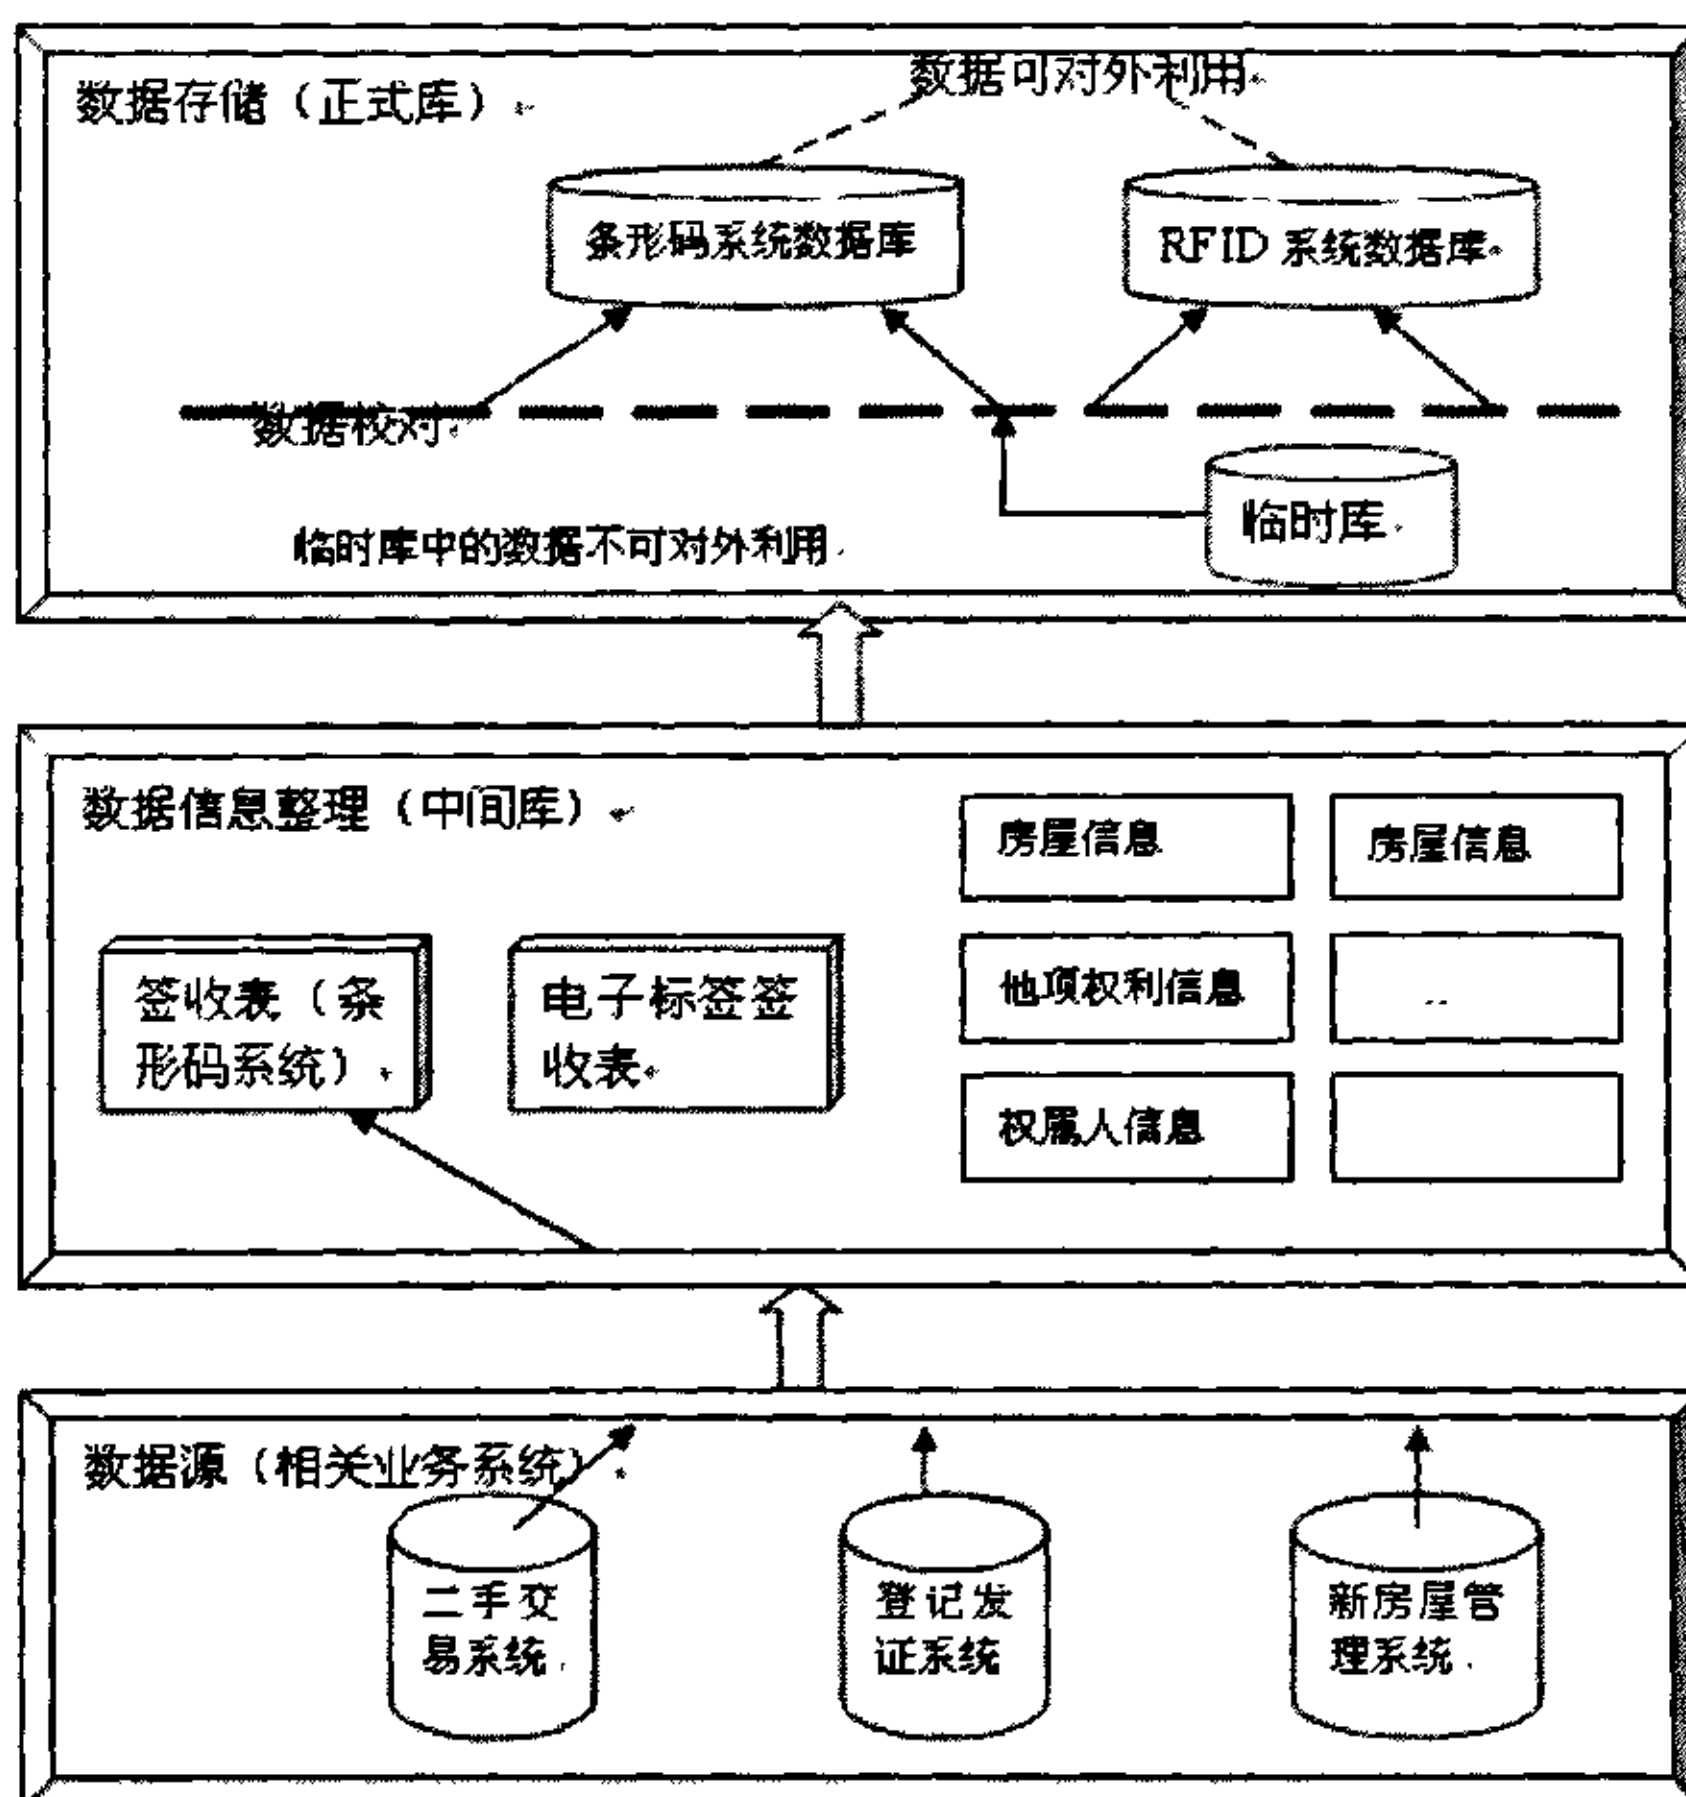 数据存储（正式库）
数据可对外利用
条形码系统数据库
RFID 系统数据库
数据校对
临时库
临时库中的数据不可对外利用
数据信息整理（中间库）
房屋信息
房屋信息
签收表（条
形码系统）
电子标签签
收表
他项权利信息
..
权属人信息
数据源（相关业务系统）
二手交
易系统
登记发
证系统
新房屋管
理系统